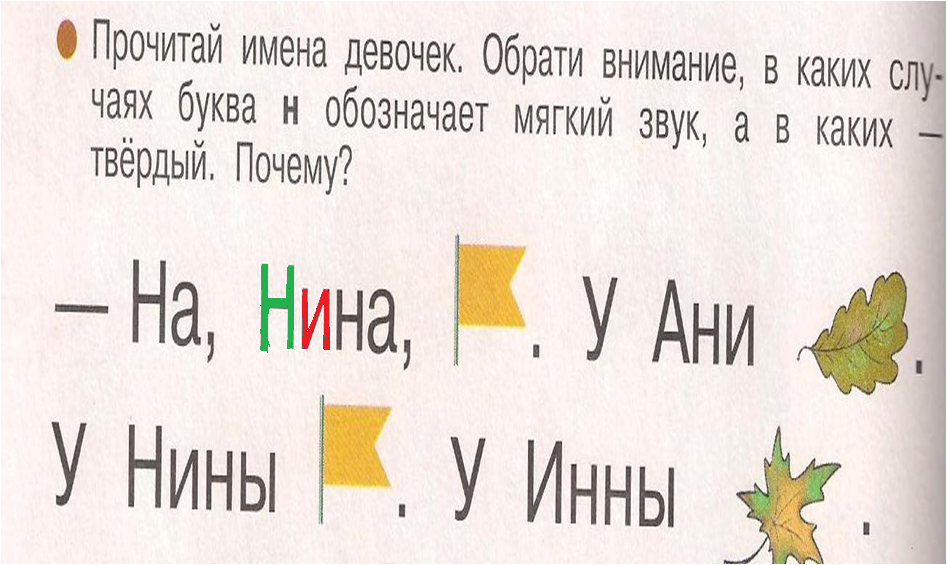 Прочитай имена девочек. Обрати внимание, в каких слу-
чаях буква н обозначает мягкий звук, а в каких —
твёрдый. Почему?
— На, Нина, . У Ани .
У Нины . У Инны .